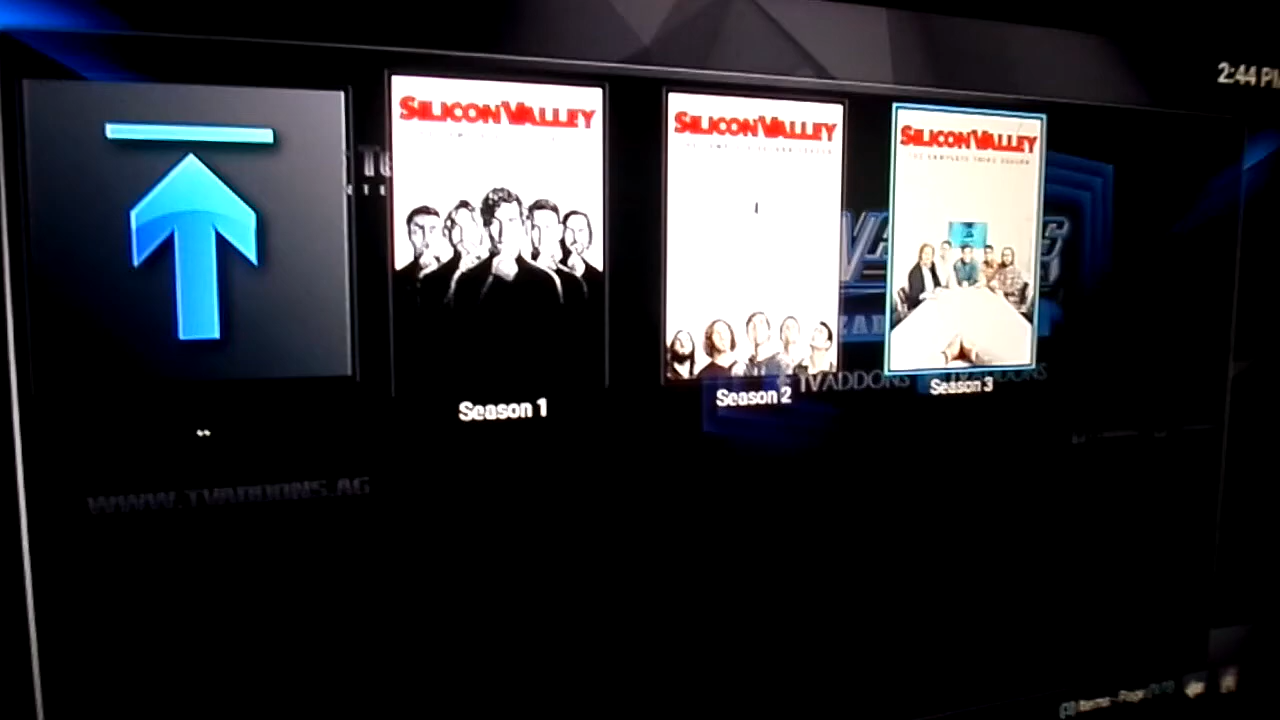 2:44 P
SILICON VALLEY
SILICON VALLEY
SILICON VALLEY
THE COMPLETE THIRD SEASON
Season 1
Season 2
Season 3
..
TVADDONS
TVADDONS
WWW.TVADDONS.AG